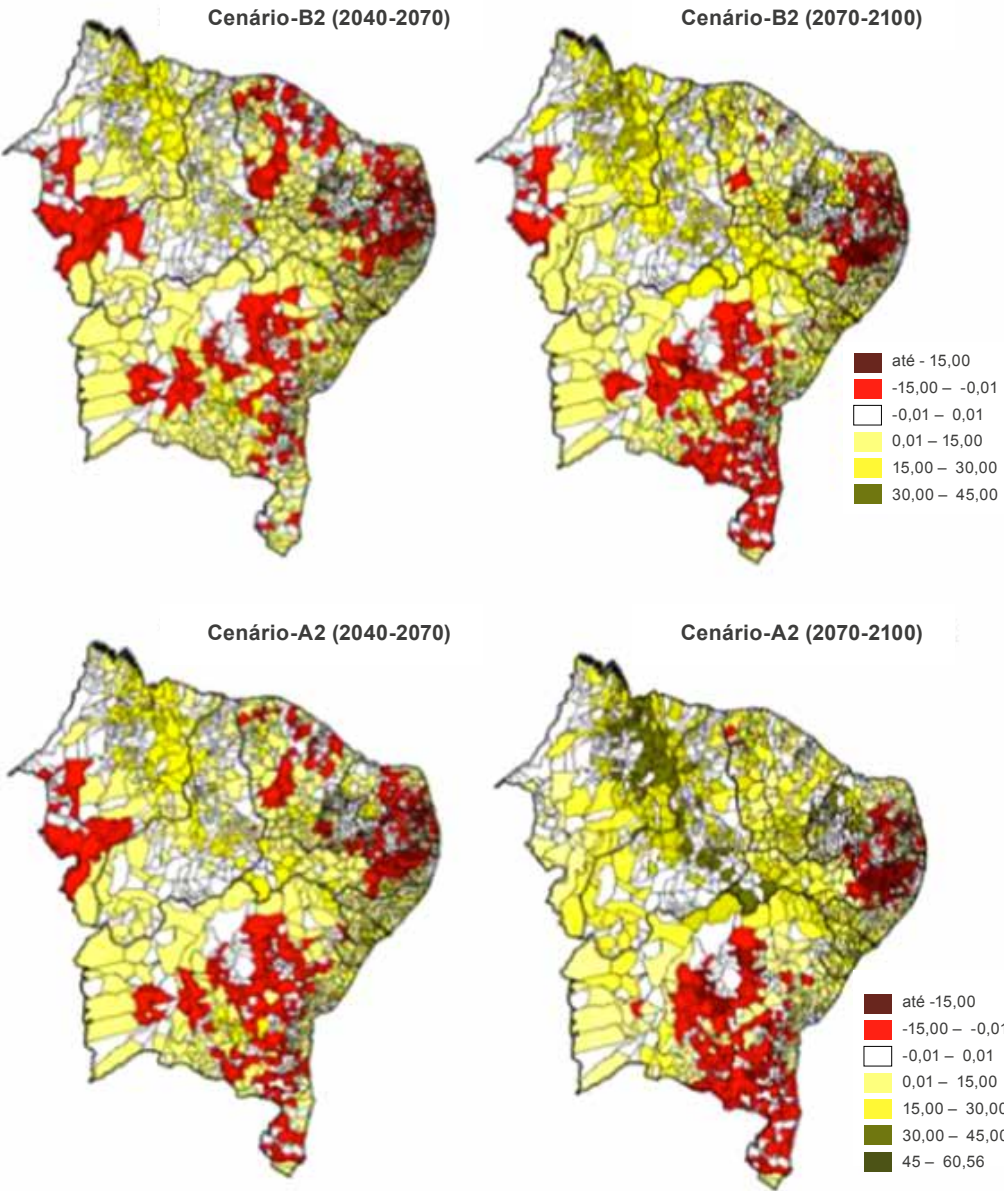 Cenário-B2 (2040-2070)
Cenário-B2 (2070-2100)
até - 15,00
-15,00 – -0,01
-0,01 – 0,01
0,01 – 15,00
15,00 – 30,00
30,00 – 45,00
Cenário-A2 (2040-2070)
Cenário-A2 (2070-2100)
até -15,00
-15,00 – -0,01
-0,01 – 0,01
0,01 – 15,00
15,00 – 30,00
30,00 – 45,00
45 – 60,56